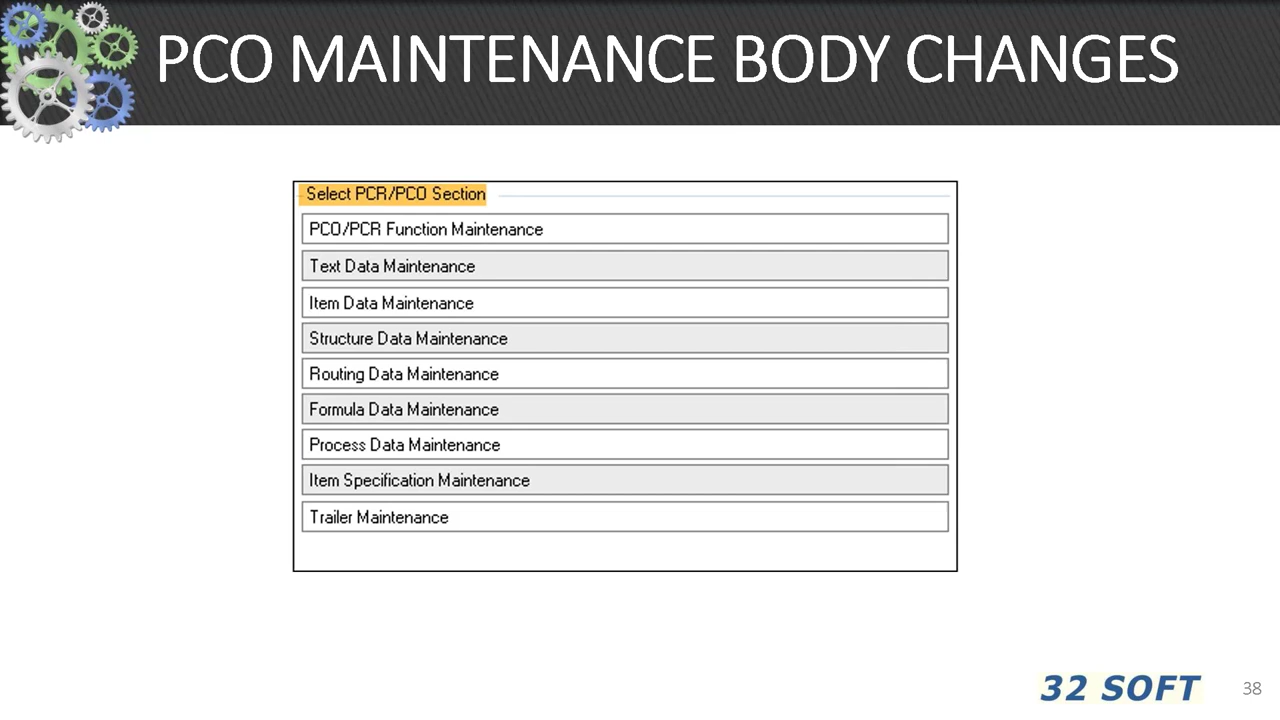 PCO MAINTENANCE BODY CHANGES
Select PCR/PCO Section
PCO/PCR Function Maintenance
Text Data Maintenance
Item Data Maintenance
Structure Data Maintenance
Routing Data Maintenance
Formula Data Maintenance
Process Data Maintenance
Item Specification Maintenance
Trailer Maintenance
32 SOFT
38